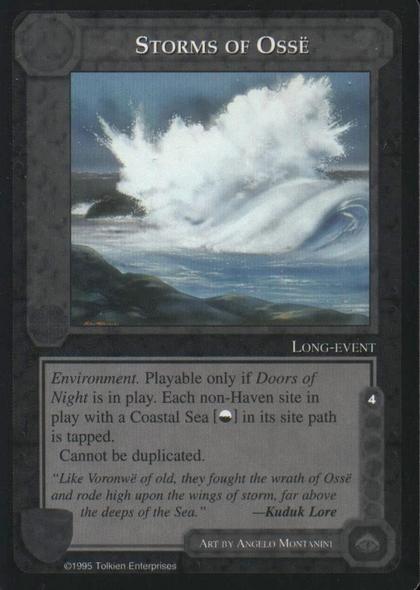 Storms of Ossë
Long-event
Environment. Playable only if Doors of
Night is in play. Each non-Haven site in
play with a Coastal Sea [] in its site path
is tapped.
Cannot be duplicated.
4
"Like Voronwë of old, they fought the wrath of Ossë
and rode high upon the wings of storm, far above
the deeps of the Sea." —Kuduk Lore
Art by Angelo Montanini
©1995 Tolkien Enterprises